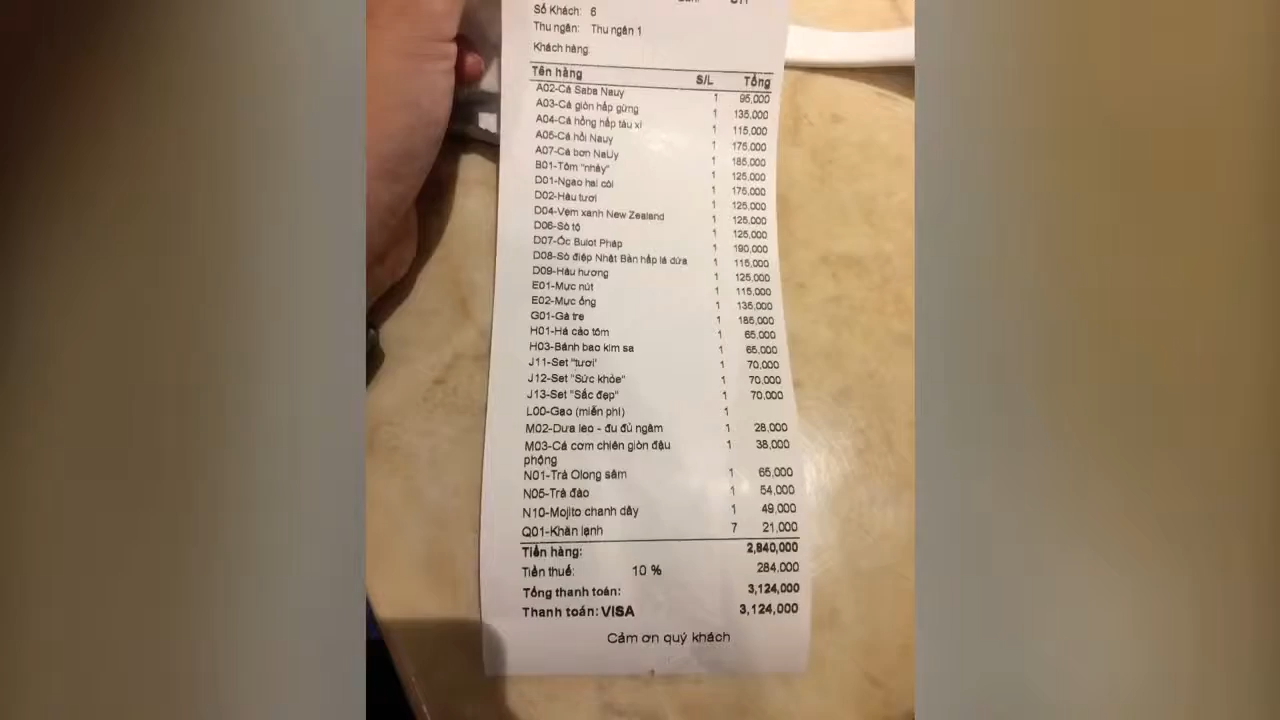 Số Khách: 6
Thu ngân: Thu ngân 1
Khách hàng:
Tên hàng S/L Tổng
A02-Cá Saba Nauy 1 95,000
A03-Cá giòn hấp gừng 1 135,000
A04-Cá hồng hấp tàu xì 1 115,000
A05-Cá hồi Nauy 1 175,000
A07-Cá bơn NaUy 1 185,000
B01-Tôm "nhảy" 1 125,000
D01-Ngao hai cồi 1 175,000
D02-Hàu tươi 1 125,000
D04-Vẹm xanh New Zealand 1 125,000
D06-Sò tô 1 125,000
D07-Ốc Bulot Pháp 1 190,000
D08-Sò điệp Nhật Bản hấp lá dứa 1 115,000
D09-Hàu hương 1 125,000
E01-Mực nút 1 115,000
E02-Mực ống 1 135,000
G01-Gà tre 1 185,000
H01-Há cảo tôm 1 65,000
H03-Bánh bao kim sa 1 65,000
J11-Set "tươi' 1 70,000
J12-Set "Sức khỏe" 1 70,000
J13-Set "Sắc đẹp" 1 70,000
L00-Gạo (miễn phí) 1
M02-Dưa leo - đu đủ ngâm 1 28,000
M03-Cá cơm chiên giòn đậu 1 38,000
phộng
N01-Trà Olong sâm 1 65,000
N05-Trà đào 1 54,000
N10-Mojito chanh dây 1 49,000
Q01-Khăn lạnh 7 21,000
Tiền hàng: 2,840,000
Tiền thuế: 10 % 284,000
Tổng thanh toán: 3,124,000
Thanh toán: VISA 3,124,000
Cảm ơn quý khách